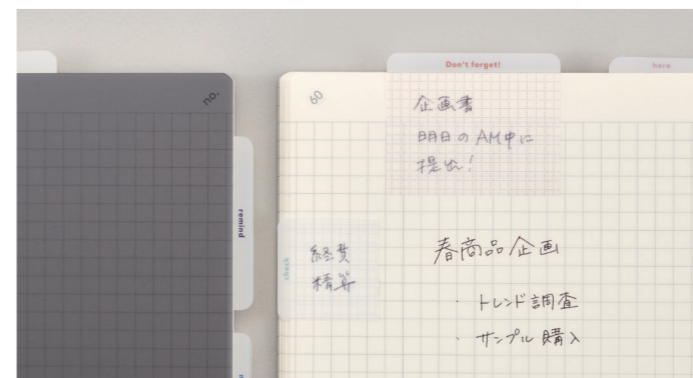 Don't forget!
here
no.
60
企画書
明日のAM中に
提出!
remind
check
経費
精算
春商品企画
・トレンド調査
・サンプル購入